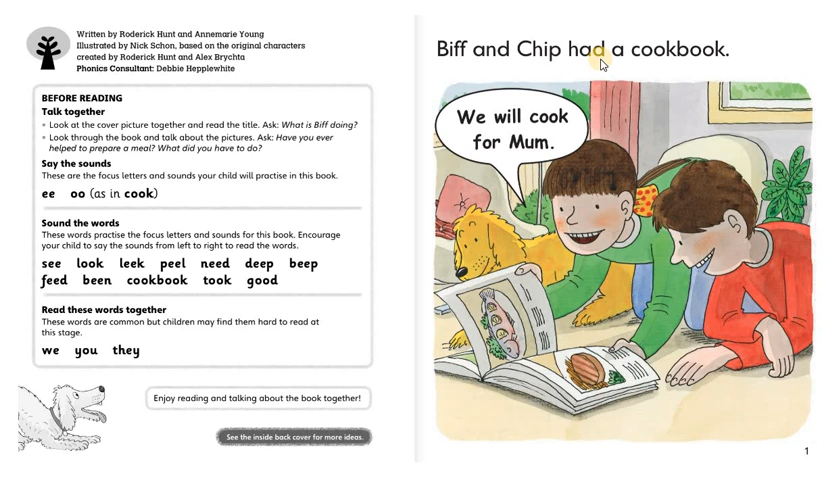 Written by Roderick Hunt and Annemarie Young
Illustrated by Nick Schon, based on the original characters
created by Roderick Hunt and Alex Brychta
Phonics Consultant: Debbie Hepplewhite
BEFORE READING
Talk together
• Look at the cover picture together and read the title. Ask: What is Biff doing?
• Look through the book and talk about the pictures. Ask: Have you ever
helped to prepare a meal? What did you have to do?
Say the sounds
These are the focus letters and sounds your child will practise in this book.
ee oo (as in cook)
Sound the words
These words practise the focus letters and sounds for this book. Encourage
your child to say the sounds from left to right to read the words.
see look leek peel need deep beep
feed been cookbook took good
Read these words together
These words are common but children may find them hard to read at
this stage.
we you they
Enjoy reading and talking about the book together!
See the inside back cover for more ideas.
Biff and Chip had a cookbook.
We will cook
for Mum.
1